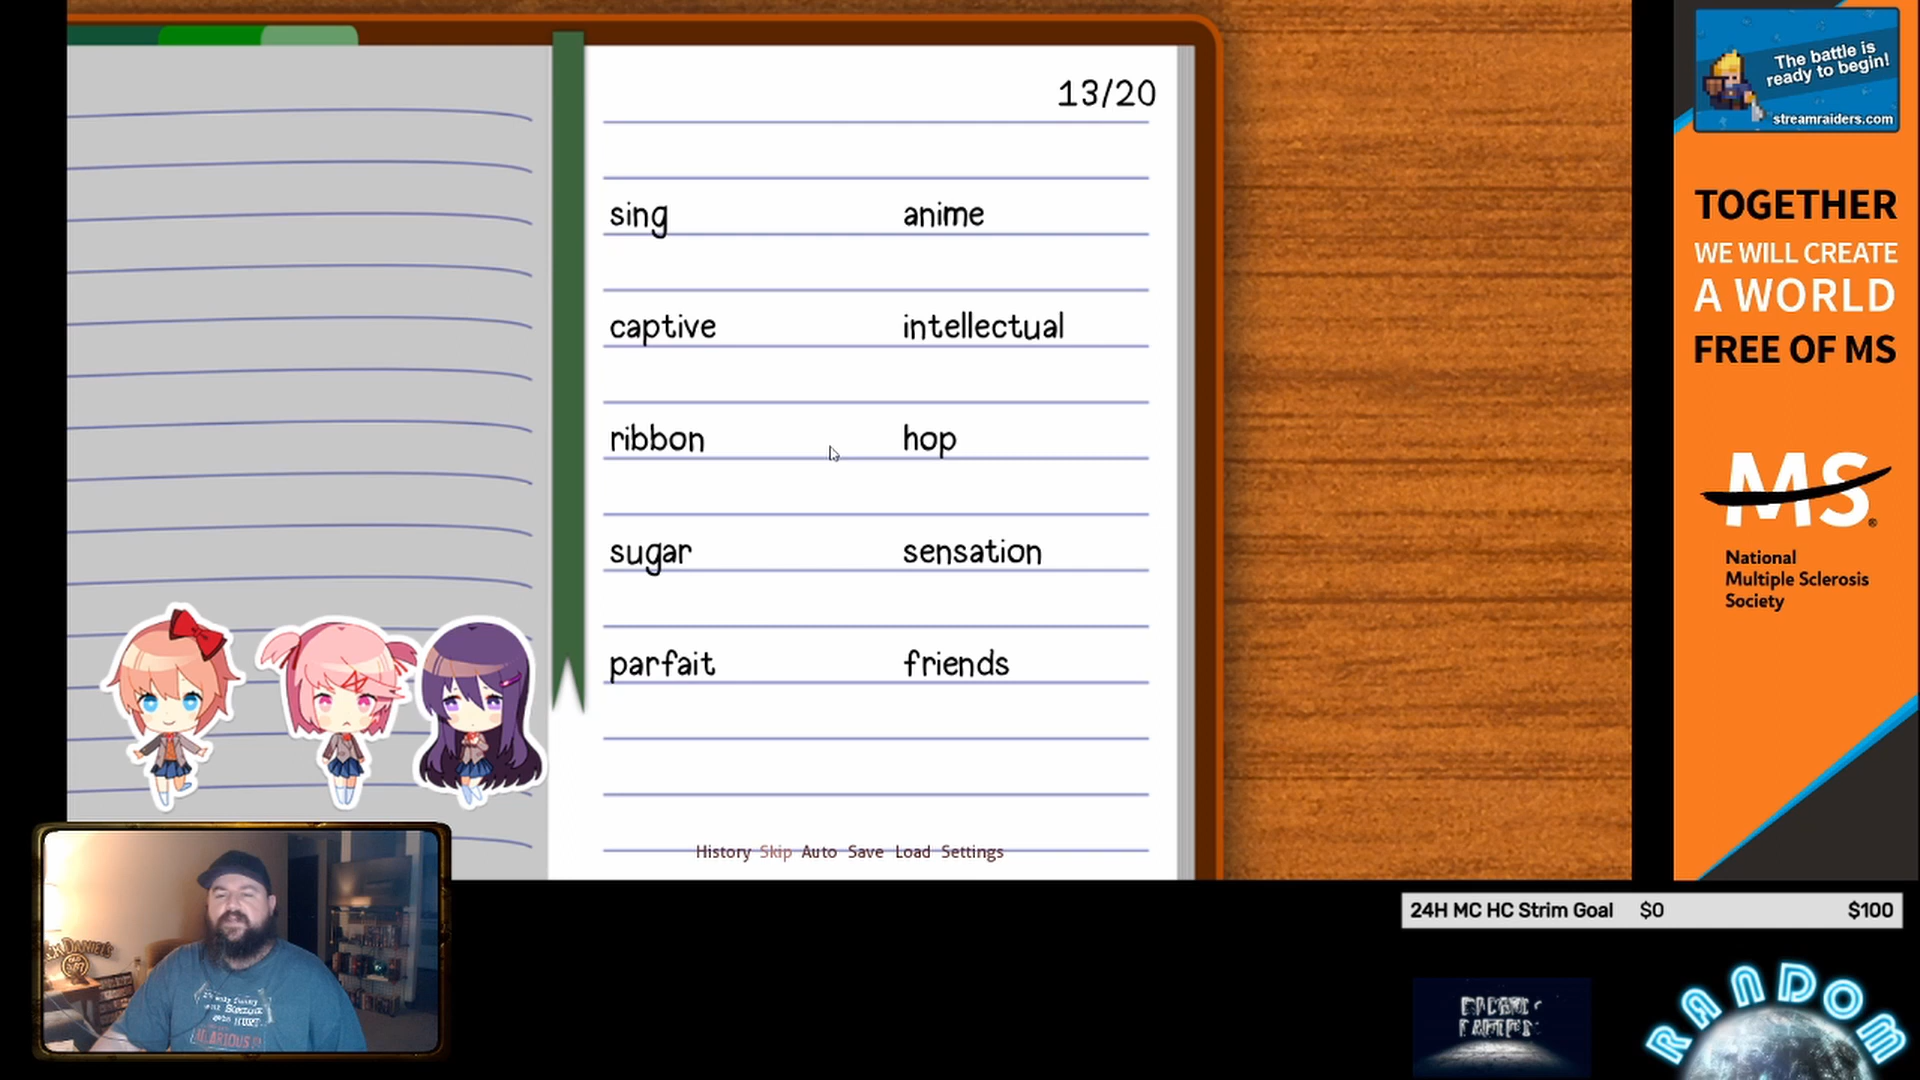 13/20
sing anime
captive intellectual
ribbon hop
sugar sensation
parfait friends
History Skip Auto Save Load Settings
The battle is
ready to begin!
streamraiders.com
TOGETHER
WE WILL CREATE
A WORLD
FREE OF MS
MS®
National
Multiple Sclerosis
Society
24H MC HC Strim Goal $0 $100
RANDOM
HILARIOUS